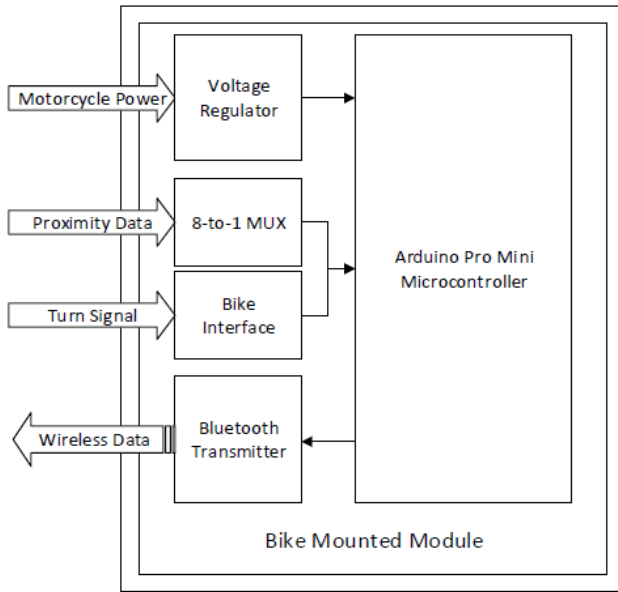 Motorcycle Power
Voltage
Regulator
Proximity Data
8-to-1 MUX
Arduino Pro Mini
Microcontroller
Turn Signal
Bike
Interface
Wireless Data
Bluetooth
Transmitter
Bike Mounted Module